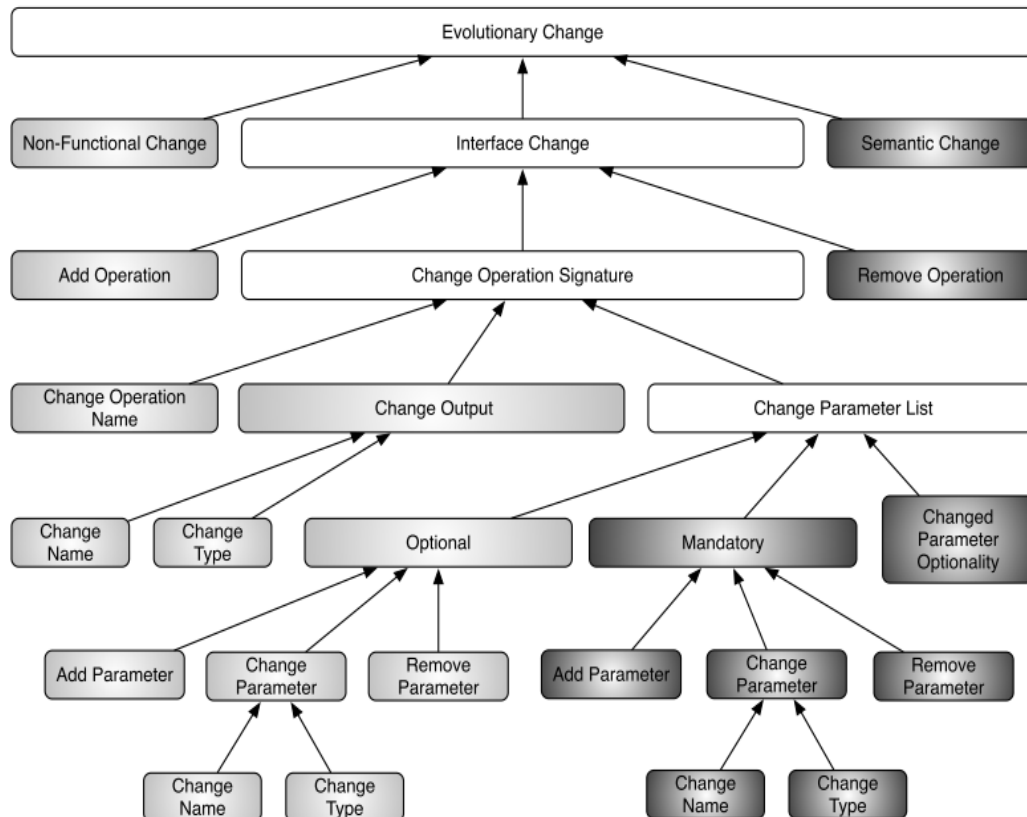 Evolutionary Change
Non-Functional Change
Interface Change
Semantic Change
Add Operation
Change Operation Signature
Remove Operation
Change Operation
Name
Change Output
Change Parameter List
Change
Name
Change
Type
Optional
Mandatory
Changed
Parameter
Optionality
Add Parameter
Change
Parameter
Remove
Parameter
Add Parameter
Change
Parameter
Remove
Parameter
Change
Name
Change
Type
Change
Name
Change
Type